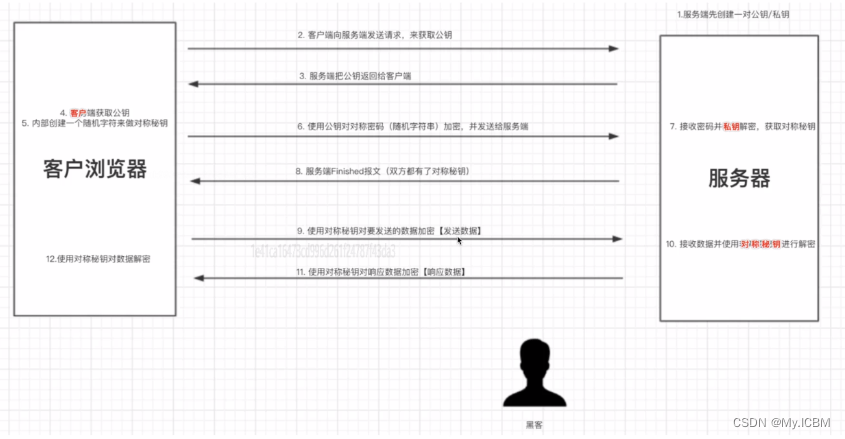 1.服务端先创建一对公钥/私钥
2. 客户端向服务端发送请求，来获取公钥
3. 服务端把公钥返回给客户端
4. 客户端获取公钥
5. 内部创建一个随机字符来做对称秘钥
6. 使用公钥对对称密码（随机字符串）加密，并发送给服务端
7. 接收密码并私钥解密，获取对称秘钥
客户浏览器
服务器
8. 服务端Finished报文（双方都有了对称秘钥）
9. 使用对称秘钥对要发送的数据加密【发送数据】
10. 接收数据并使用对称秘钥进行解密
12.使用对称秘钥对数据解密
11. 使用对称秘钥对响应数据加密【响应数据】
黑客
CSDN @My.ICBM